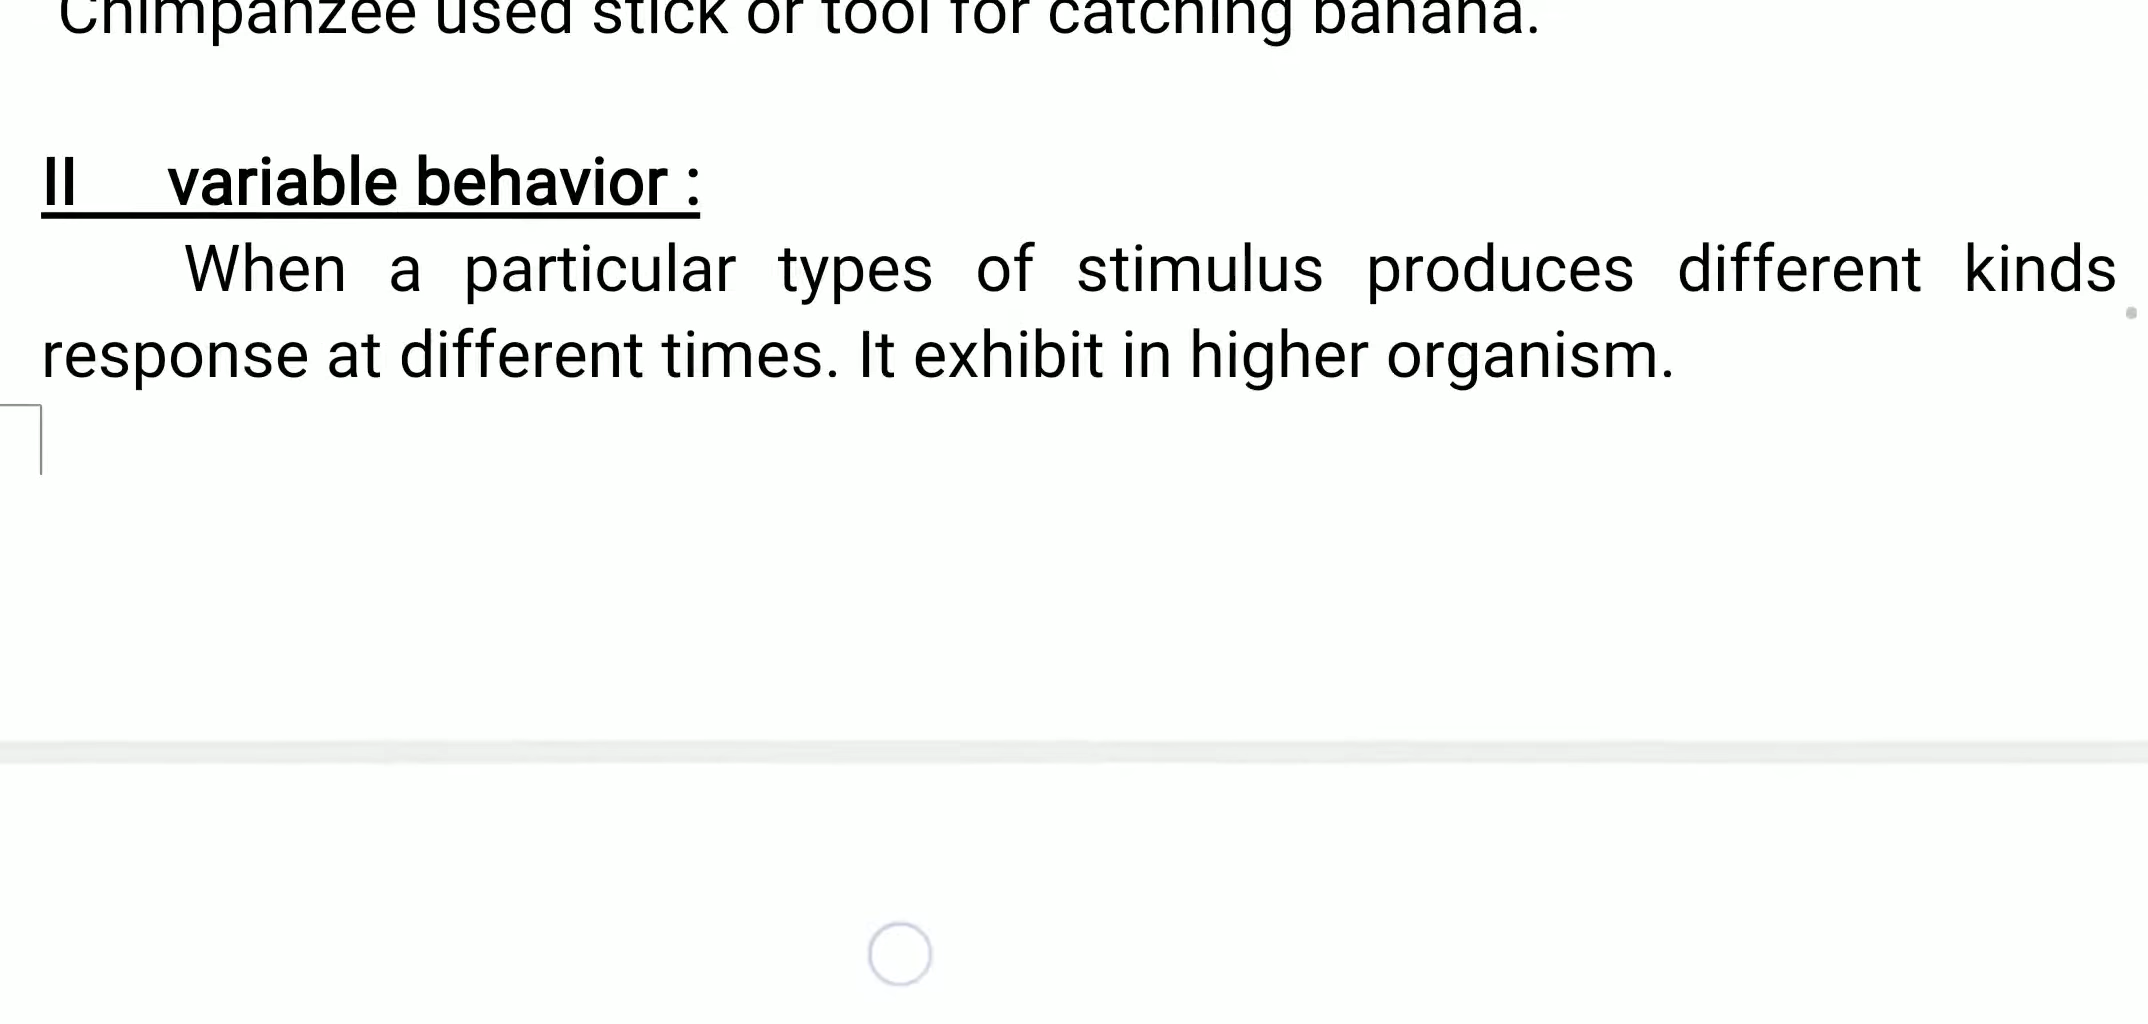 Chimpanzee used stick or tool for catching banana.
II variable behavior :
When a particular types of stimulus produces different kinds
response at different times. It exhibit in higher organism.